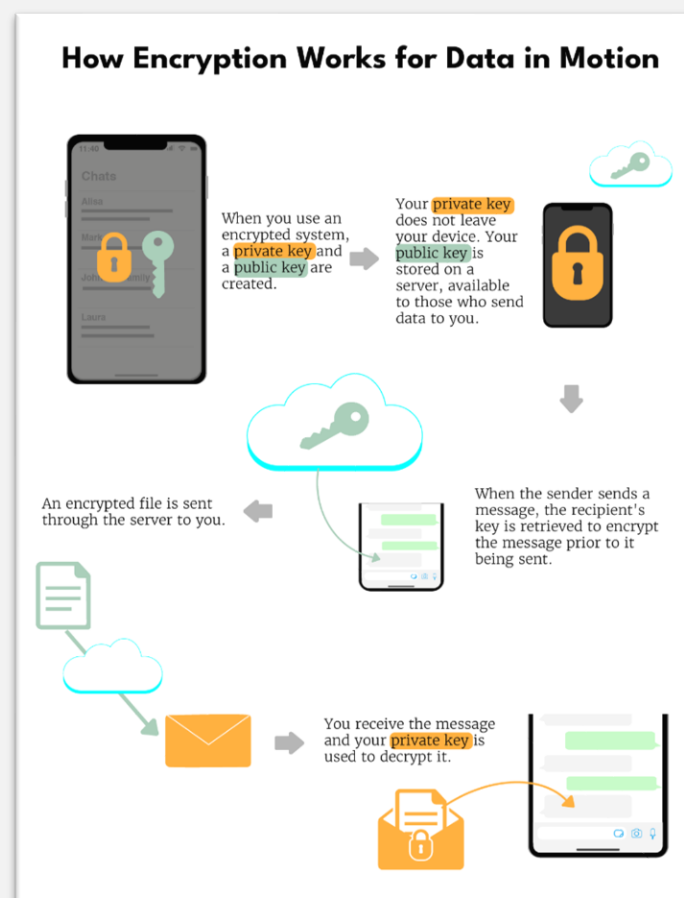 How Encryption Works for Data in Motion
11:40
Chats
Alisa
When you use an
encrypted system,
a private key and
a public key are
created.
Your private key
does not leave
your device. Your
public key is
stored on a
server, available
to those who send
data to you.
Laura
When the sender sends a
message, the recipient's
key is retrieved to encrypt
the message prior to it
being sent.
An encrypted file is sent
through the server to you.
You receive the message
and your private key is
used to decrypt it.